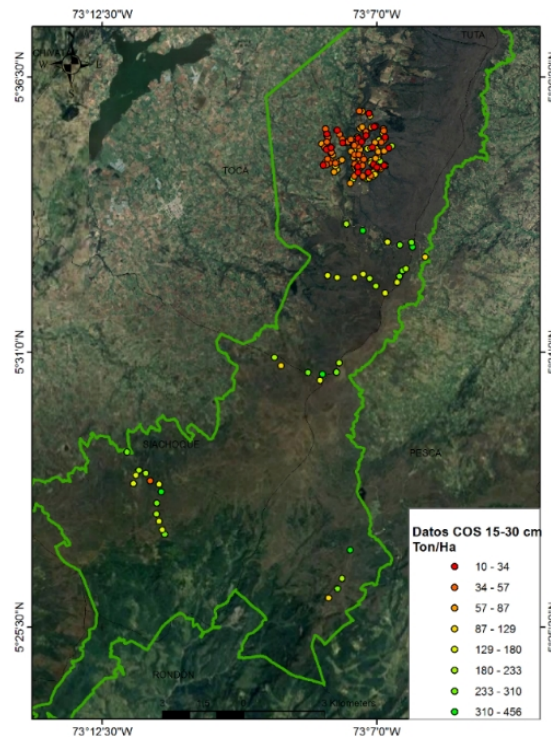 73°12'30"W 73°7'0"W
TUTA
5°36'30"N
TOCA
5°31'0"N
SIACHOQUE
PESCA
Datos COS 15-30 cm
Ton/Ha
10 - 34
34 - 57
57 - 87
87 - 129
129 - 180
180 - 233
233 - 310
310 - 456
5°25'30"N
RONDON
Kilometers
73°12'30"W 73°7'0"W